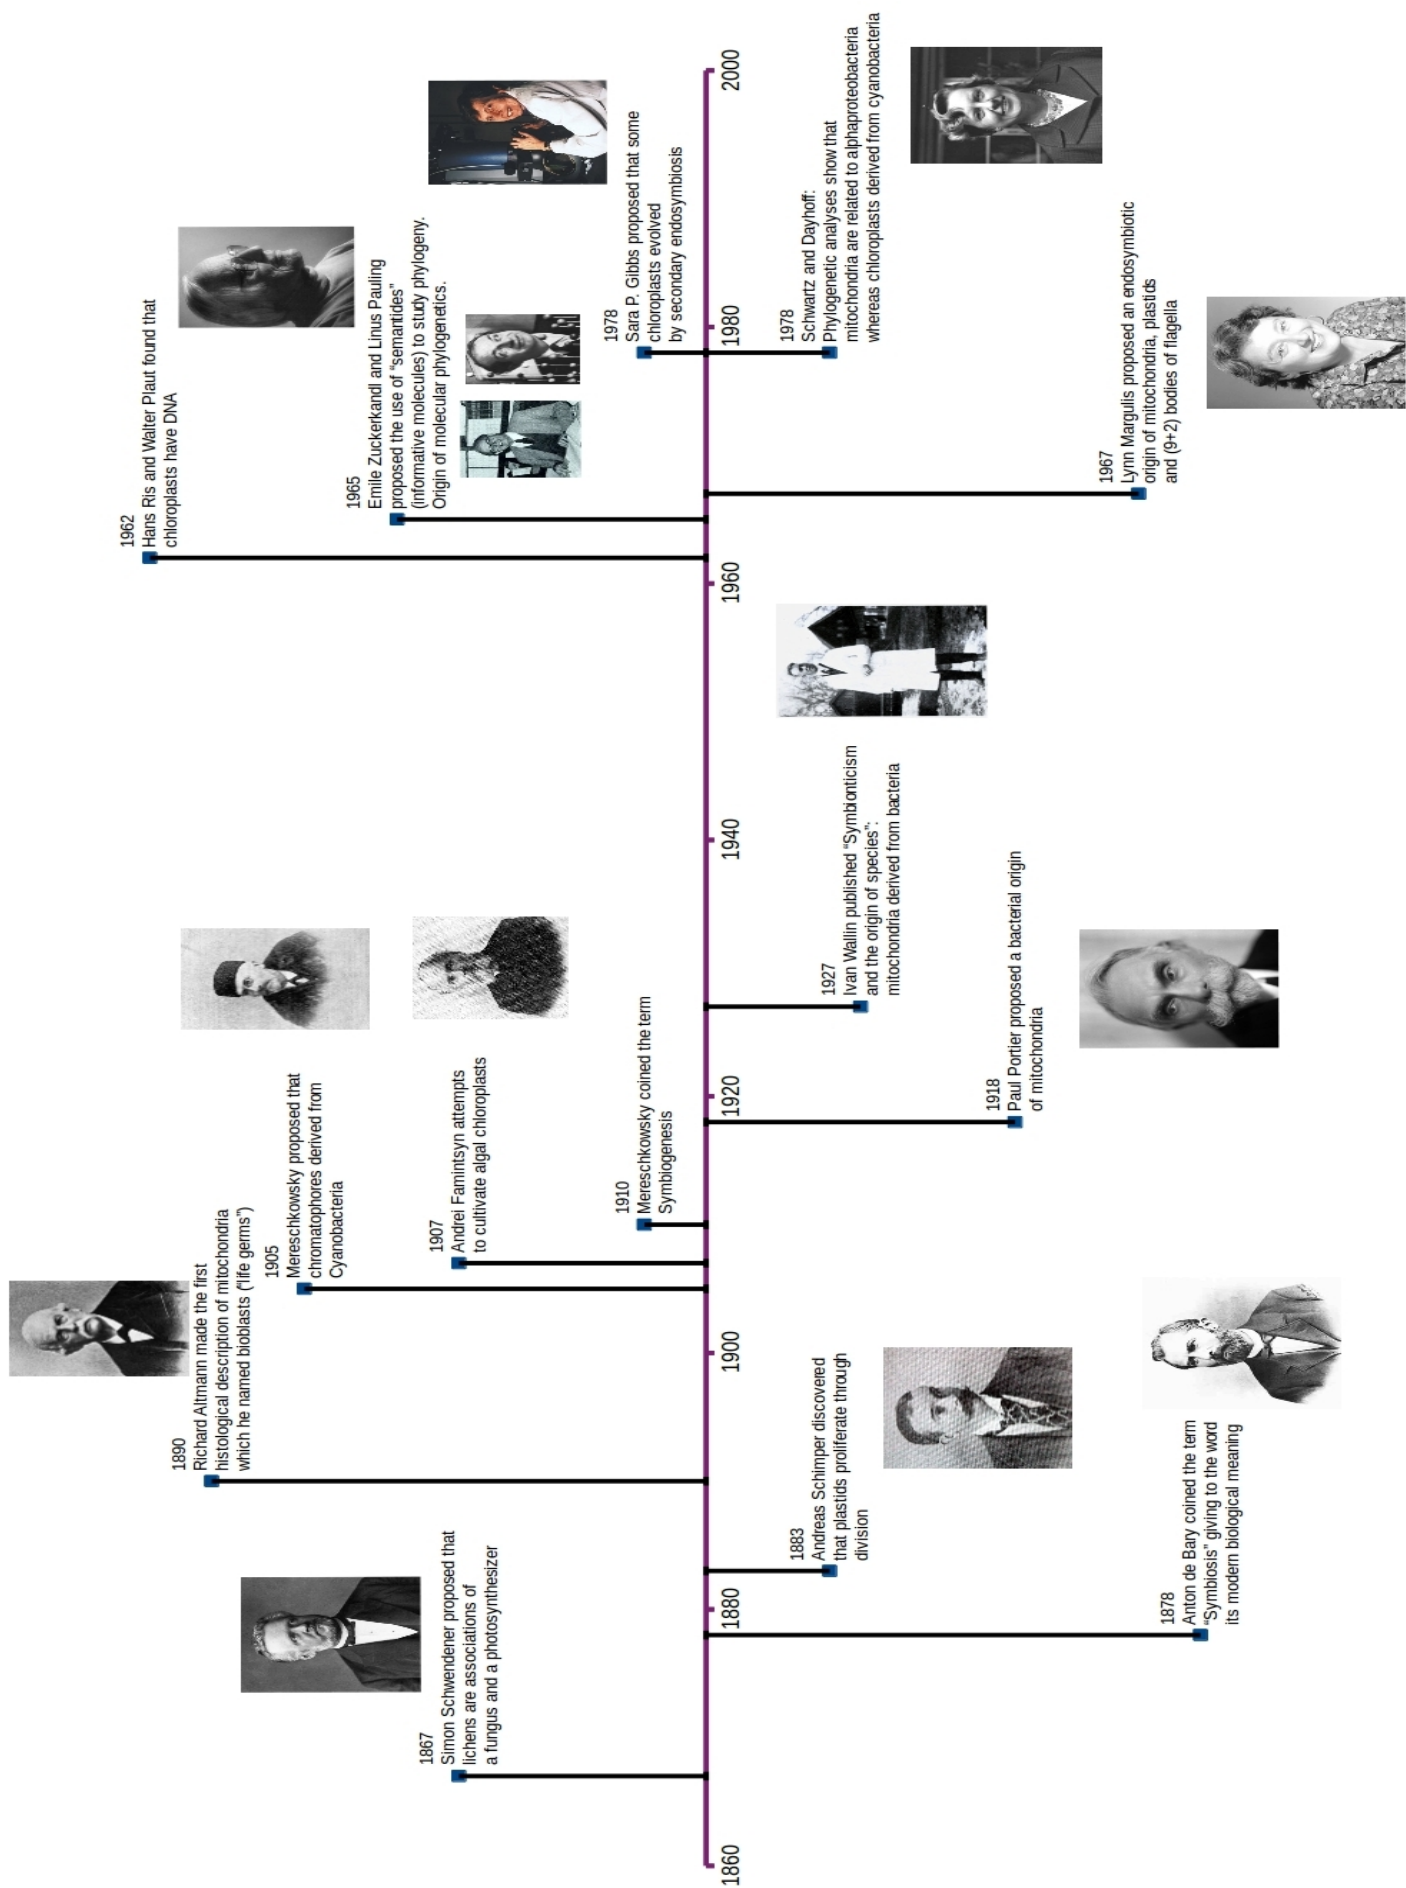 1867
Simon Schwendener proposed that
lichens are associations of
a fungus and a photosynthesizer
1878
Anton de Bary coined the term
“Symbiosis” giving to the word
its modern biological meaning
1883
Andreas Schimper discovered
that plastids proliferate through
division
1890
Richard Altmann made the first
histological description of mitochondria
which he named bioblasts (“life germs”)
1905
Mereschkowsky proposed that
chromatophores derived from
Cyanobacteria
1907
Andrei Famintsyn attempts
to cultivate algal chloroplasts
1910
Mereschkowsky coined the term
Symbiogenesis
1918
Paul Portier proposed a bacterial origin
of mitochondria
1927
Ivan Wallin published “Symbionticism
and the origin of species”:
mitochondria derived from bacteria
1962
Hans Ris and Walter Plaut found that
chloroplasts have DNA
1965
Emile Zuckerkandl and Linus Pauling
proposed the use of “semantides”
(informative molecules) to study phylogeny.
Origin of molecular phylogenetics.
1967
Lynn Margulis proposed an endosymbiotic
origin of mitochondria, plastids
and (9+2) bodies of flagella
1978
Sara P. Gibbs proposed that some
chloroplasts evolved
by secondary endosymbiosis
1978
Schwartz and Dayhoff:
Phylogenetic analyses show that
mitochondria are related to alphaproteobacteria
whereas chloroplasts derived from cyanobacteria
1860
1880
1900
1920
1940
1960
1980
2000